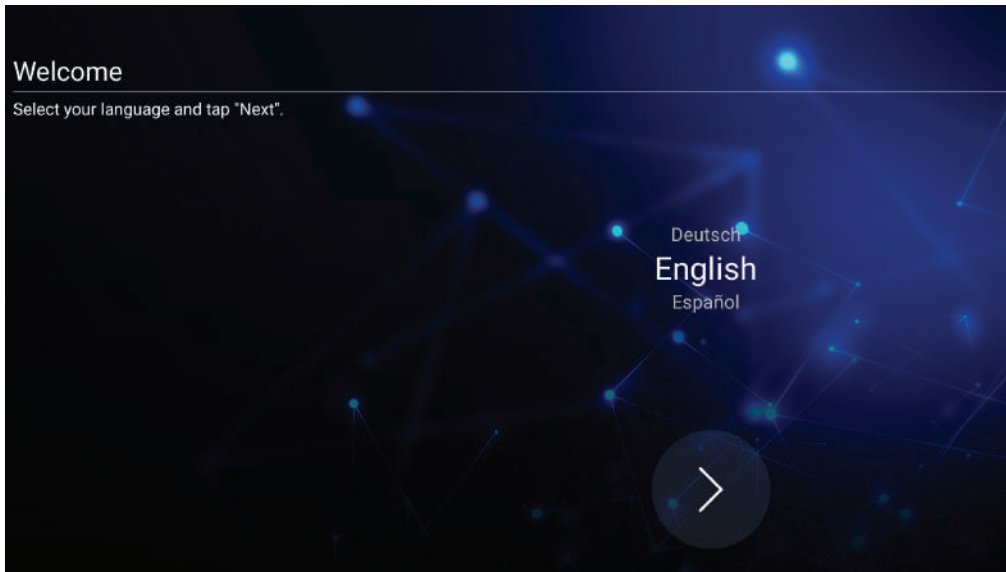 Welcome
Select your language and tap "Next".
Deutsch
English
Español